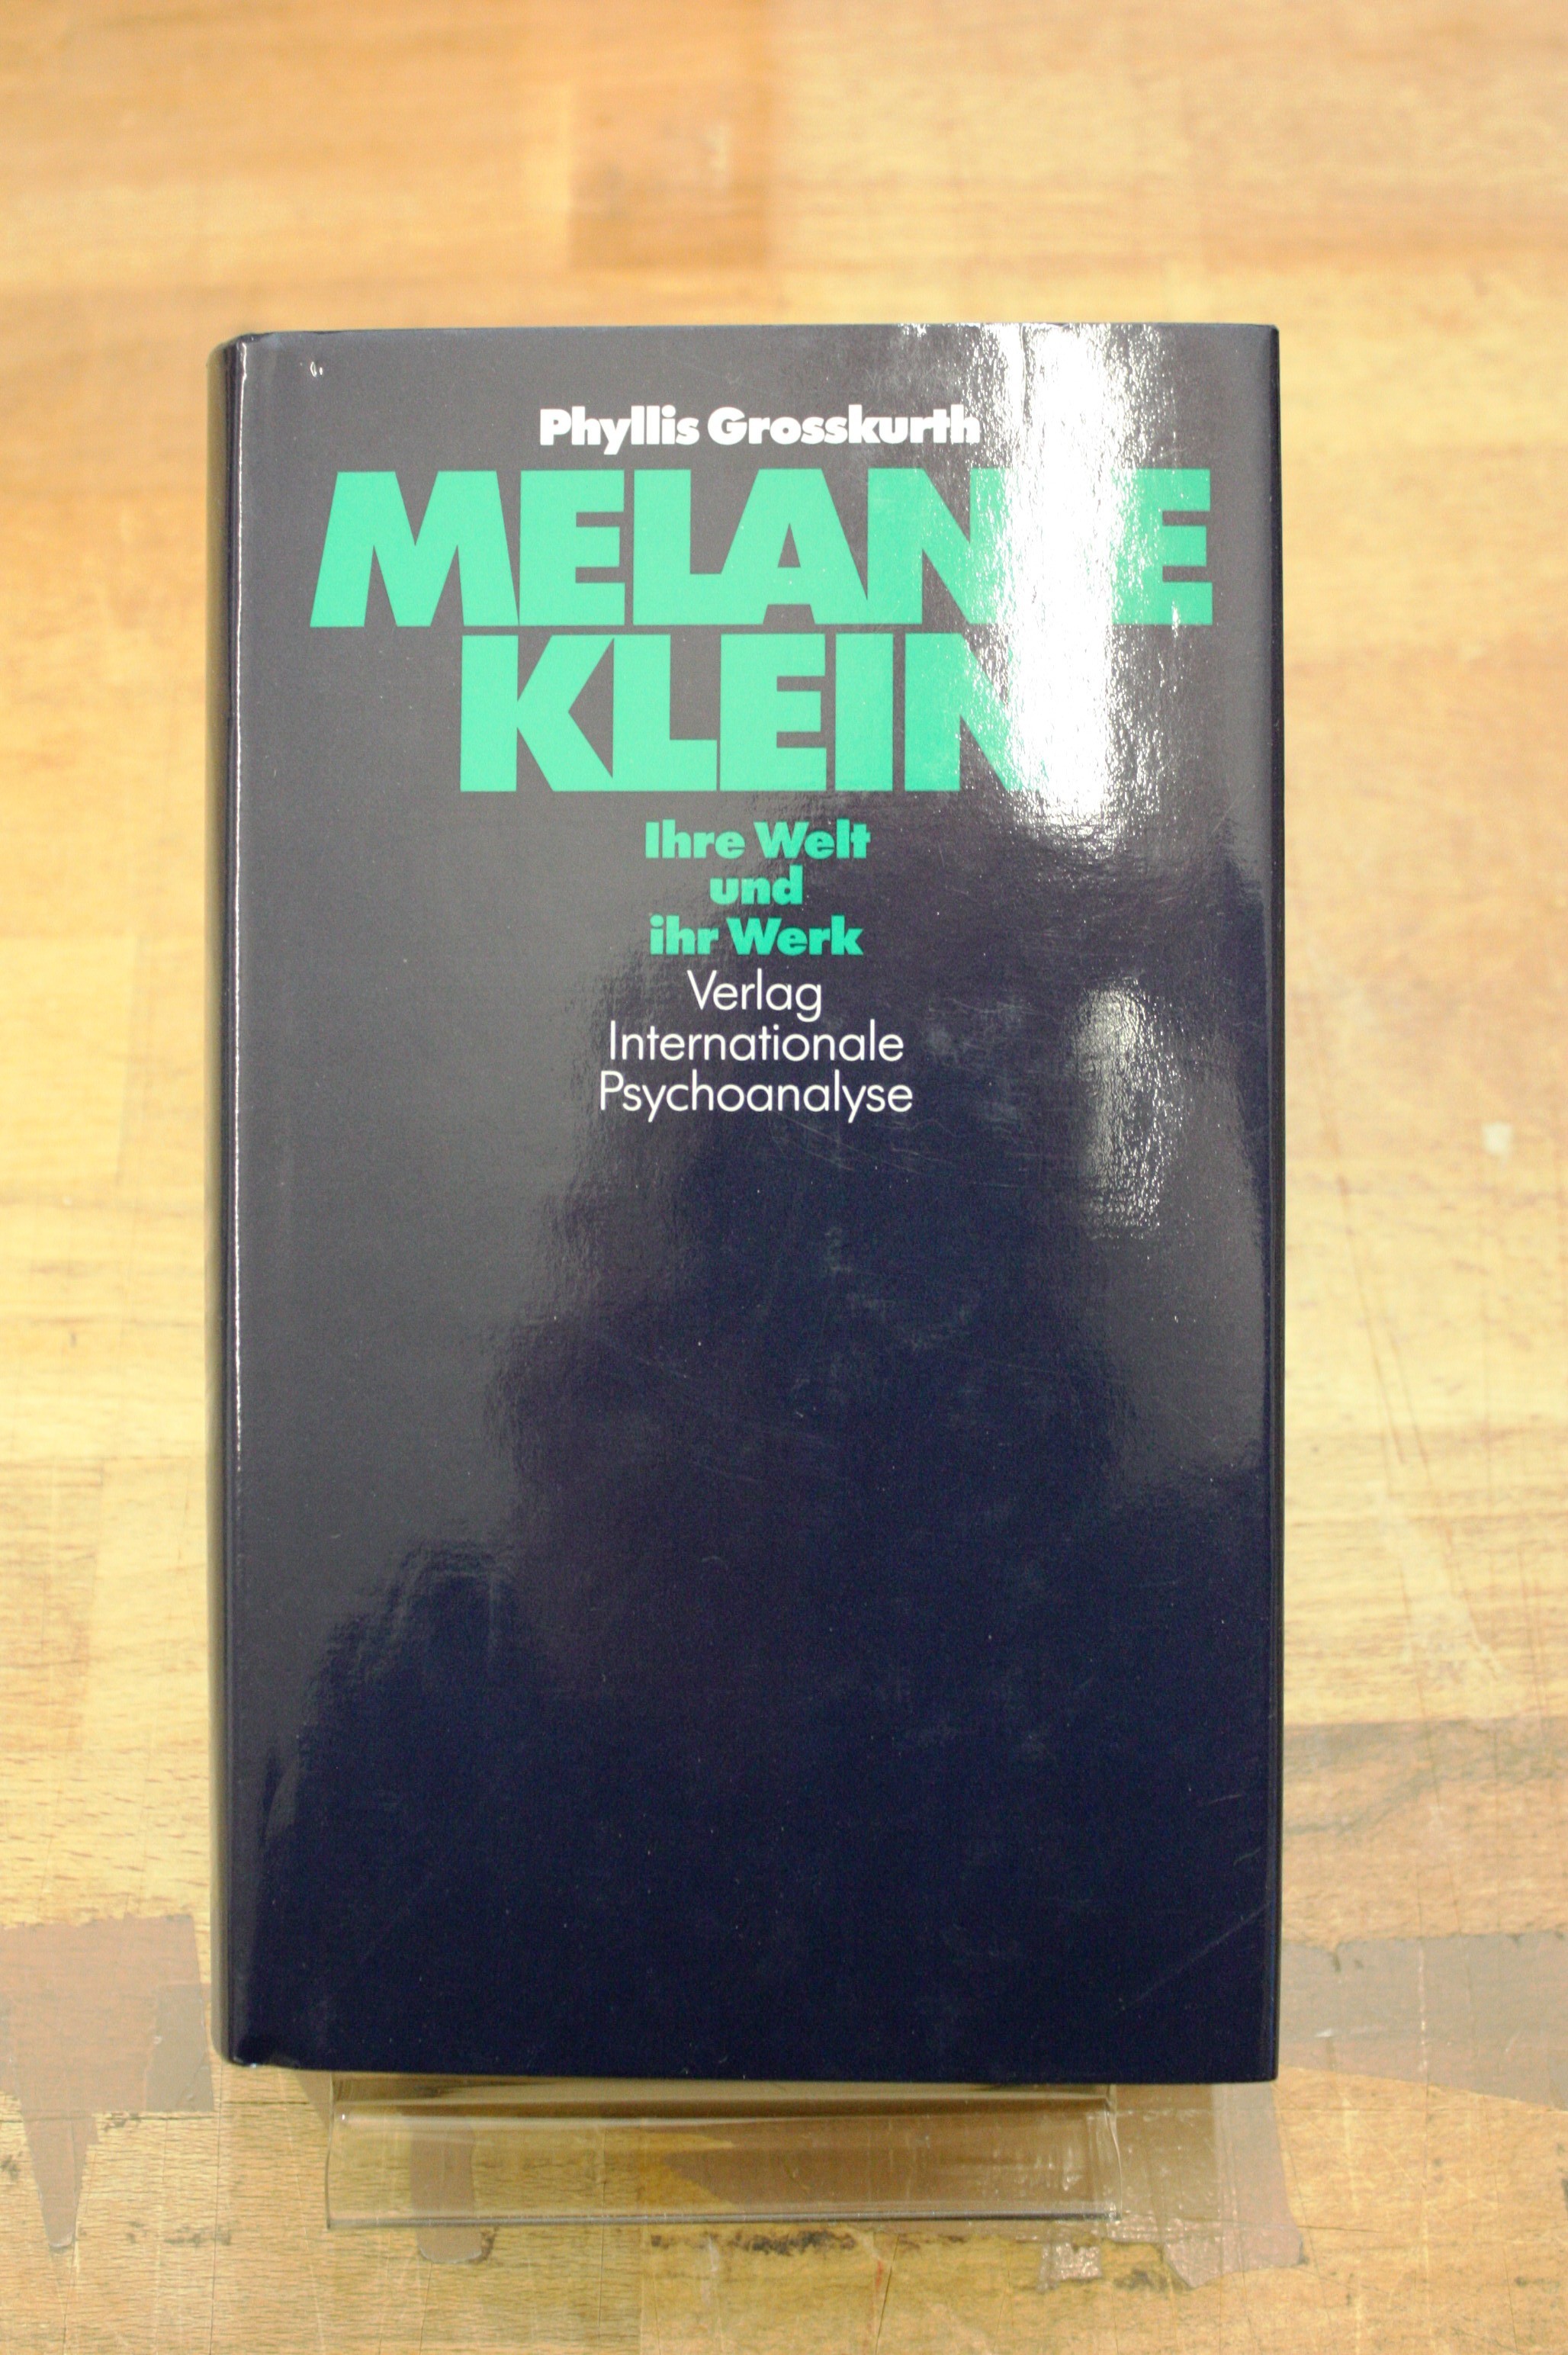 Phyllis Grosskurth
MELANIE
KLEIN
Ihre Welt
und
ihr Werk
Verlag
Internationale
Psychoanalyse